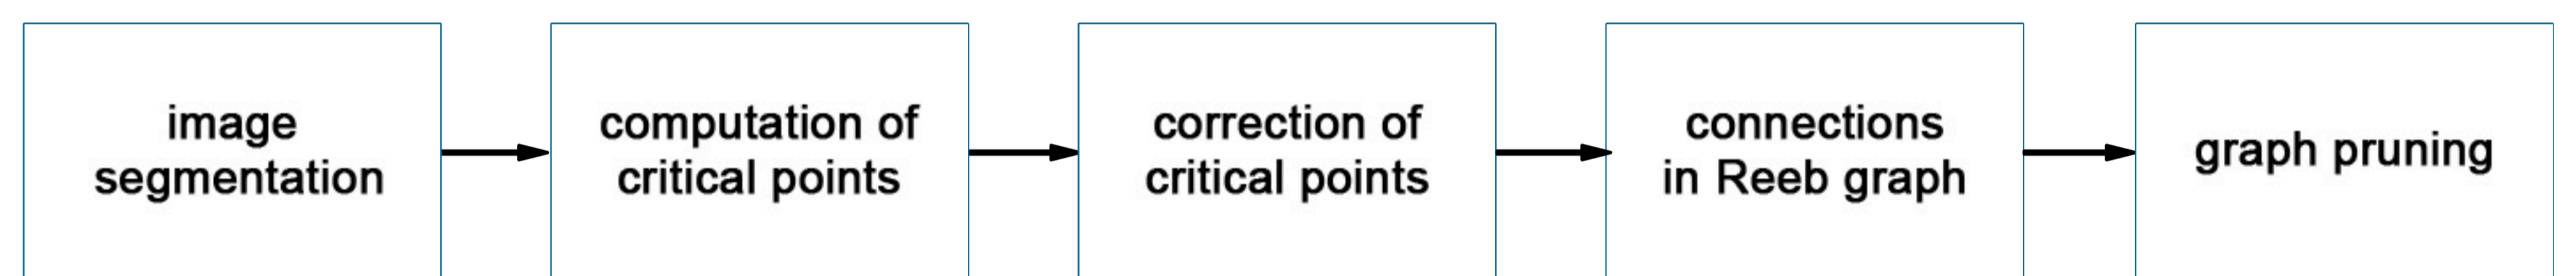 image
segmentation
computation of
critical points
correction of
critical points
connections
in Reeb graph
graph pruning